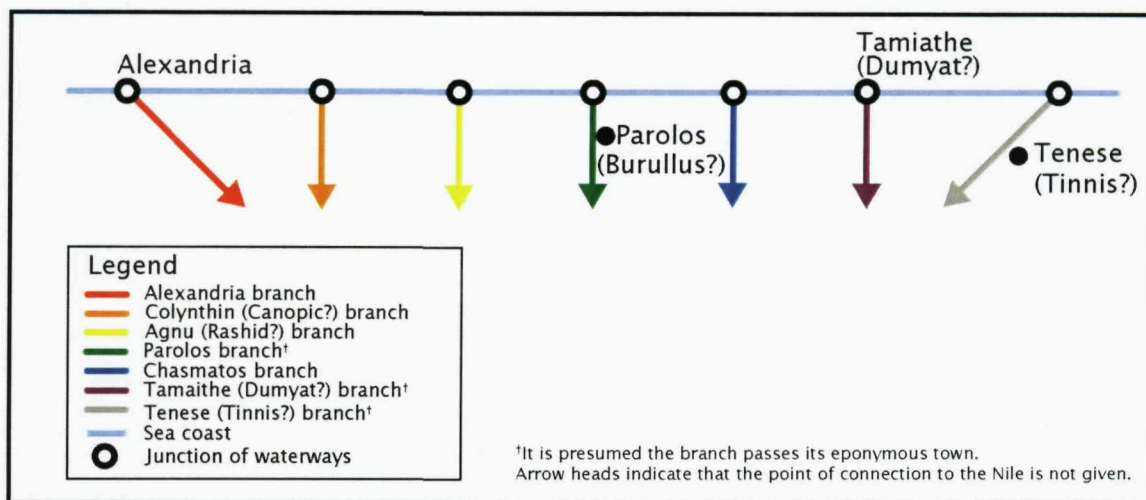 Alexandria
Tamiathe
(Dumyat?)
Parolos
(Burullus?)
Tenese
(Tinnis?)
Legend
Alexandria branch
Colynthin (Canopic?) branch
Agnu (Rashid?) branch
Parolos branch†
Chasmatos branch
Tamaithe (Dumyat?) branch†
Tenese (Tinnis?) branch†
Sea coast
Junction of waterways
†It is presumed the branch passes its eponymous town.
Arrow heads indicate that the point of connection to the Nile is not given.